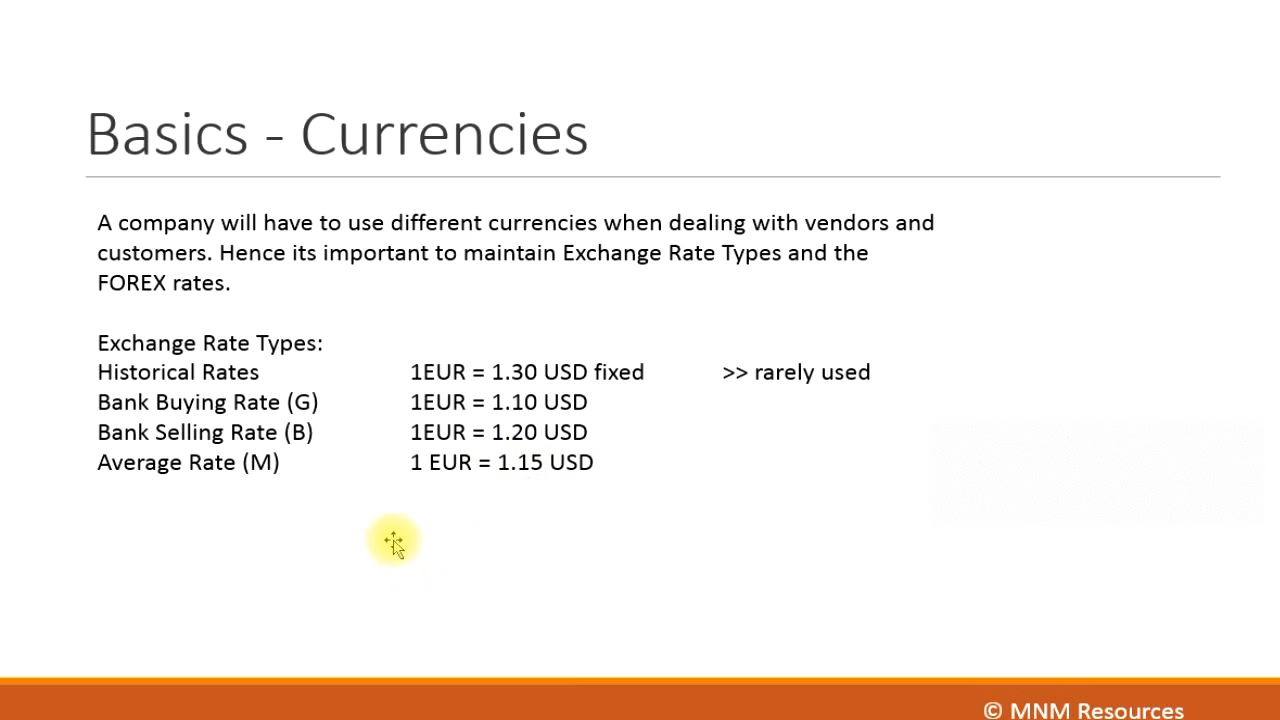 Basics - Currencies
A company will have to use different currencies when dealing with vendors and
customers. Hence its important to maintain Exchange Rate Types and the
FOREX rates.
Exchange Rate Types:
Historical Rates 1EUR = 1.30 USD fixed >> rarely used
Bank Buying Rate (G) 1EUR = 1.10 USD
Bank Selling Rate (B) 1EUR = 1.20 USD
Average Rate (M) 1 EUR = 1.15 USD
© MNM Resources